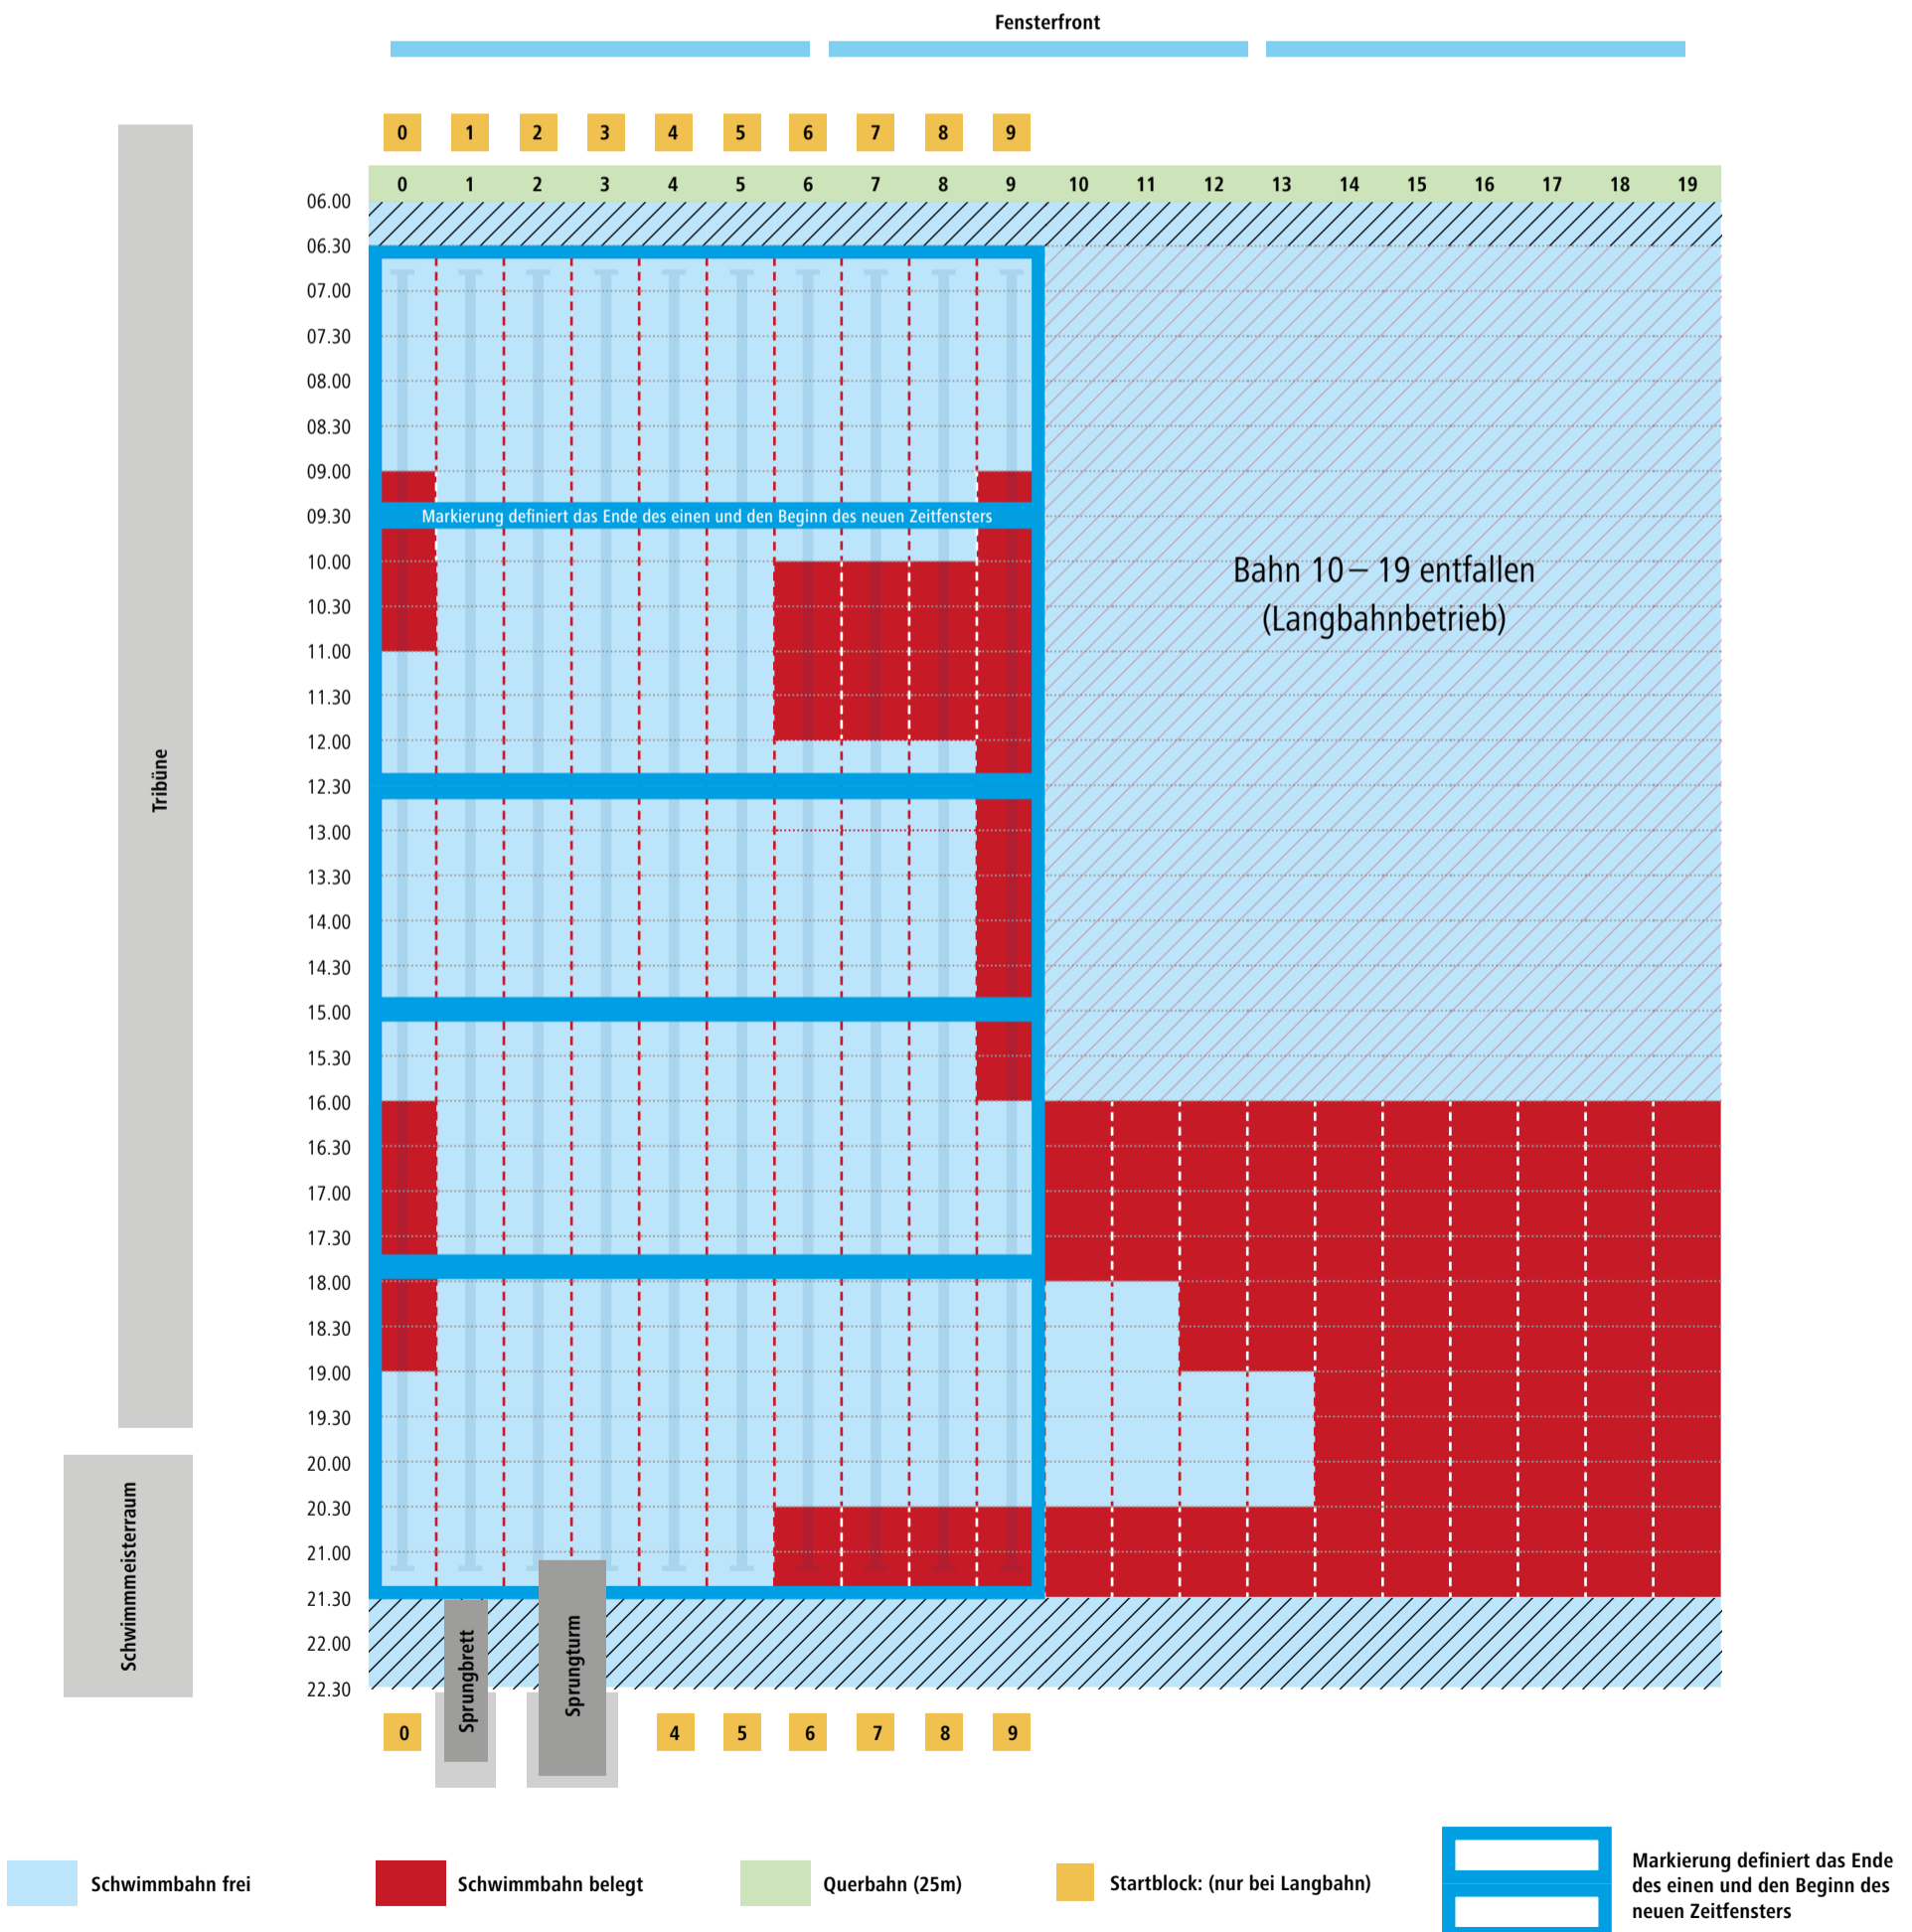 Fensterfront
0 1 2 3 4 5 6 7 8 9
0 1 2 3 4 5 6 7 8 9 10 11 12 13 14 15 16 17 18 19
06.00
06.30
07.00
07.30
08.00
08.30
09.00
09.30
Markierung definiert das Ende des einen und den Beginn des neuen Zeitfensters
10.00
Bahn 10 – 19 entfallen
(Langbahnbetrieb)
10.30
11.00
11.30
12.00
12.30
13.00
13.30
14.00
14.30
15.00
15.30
16.00
16.30
17.00
17.30
18.00
18.30
19.00
19.30
20.00
20.30
21.00
21.30
22.00
22.30
Tribüne
Schwimmeisterraum
Sprungbrett
Sprungturm
0 4 5 6 7 8 9
Schwimmbahn frei
Schwimmbahn belegt
Querbahn (25m)
Startblock: (nur bei Langbahn)
Markierung definiert das Ende
des einen und den Beginn des
neuen Zeitfensters